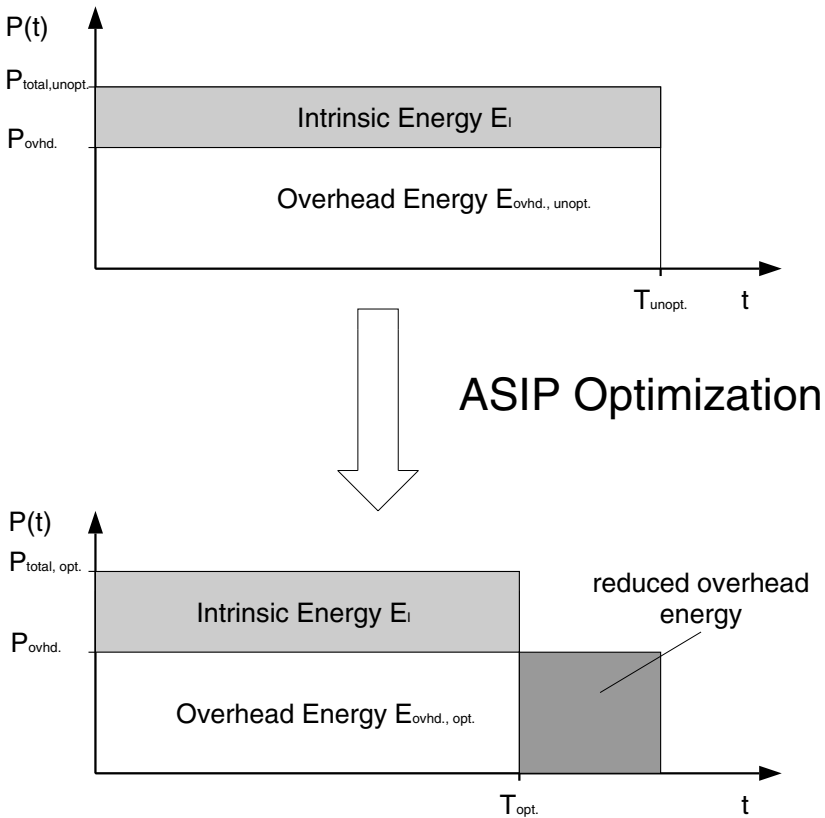 P(t)
Ptotal,unopt.
Intrinsic Energy EI
Povhd.
Overhead Energy Eovhd., unopt.
Tunopt.
t
ASIP Optimization
P(t)
Ptotal, opt.
reduced overhead
energy
Intrinsic Energy EI
Povhd.
Overhead Energy Eovhd., opt.
Topt.
t